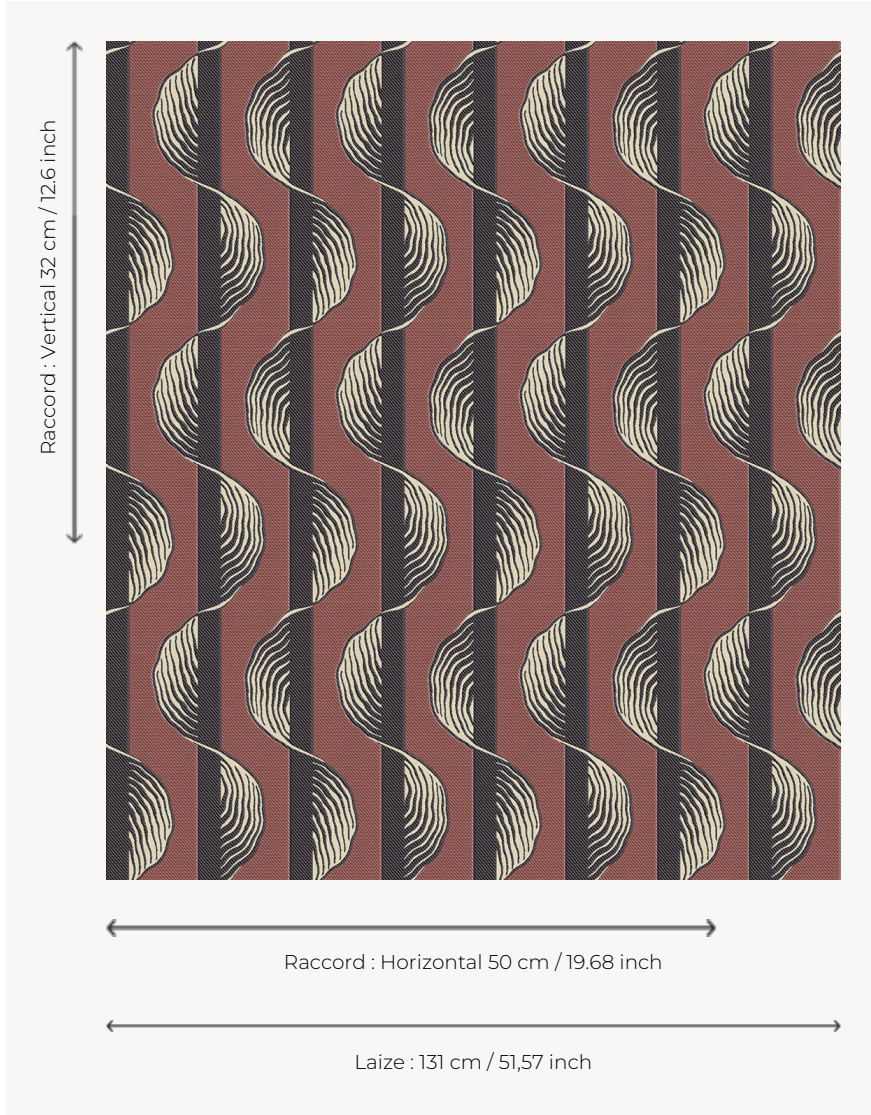 Raccord : Vertical 32 cm / 12.6 inch
Raccord : Horizontal 50 cm / 19.68 inch
Laize : 131 cm / 51,57 inch